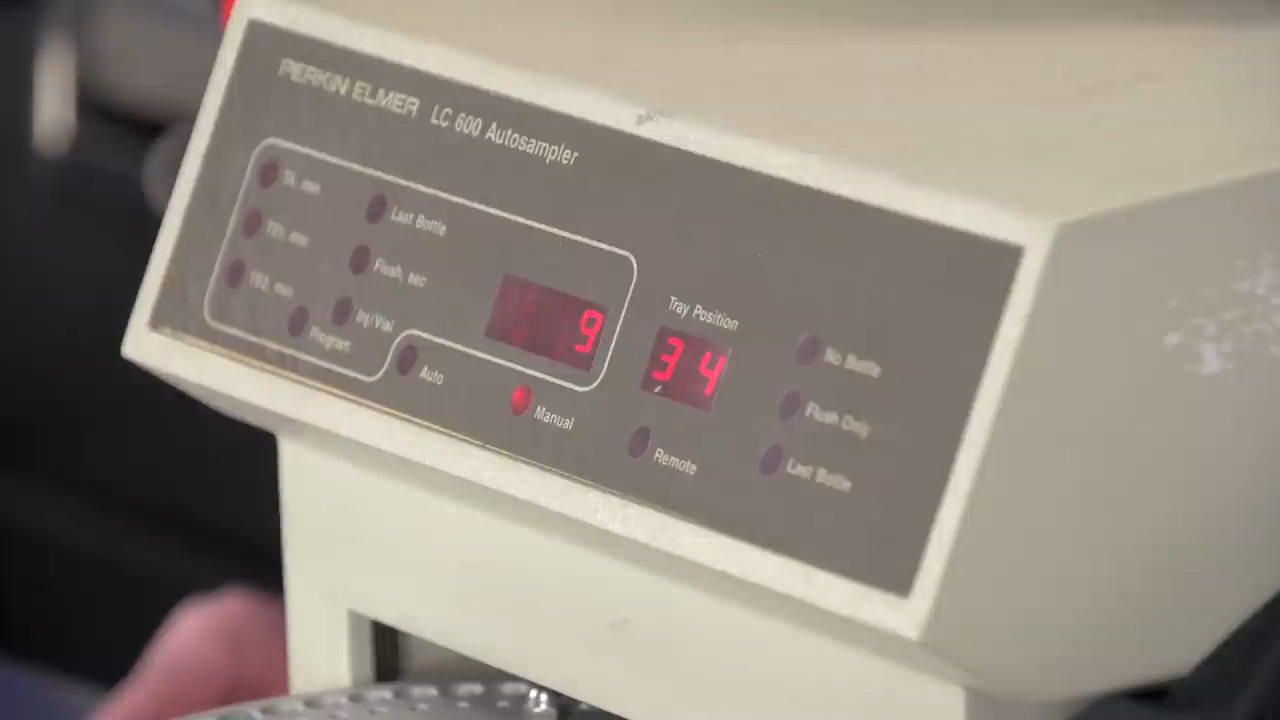 PERKIN ELMER LC 600 Autosampler
Last Bottle
Flush, sec
Inj/Vial
Program
Auto
Manual
9
Tray Position
34
Remote
No Bottle
Flush Only
Last Bottle